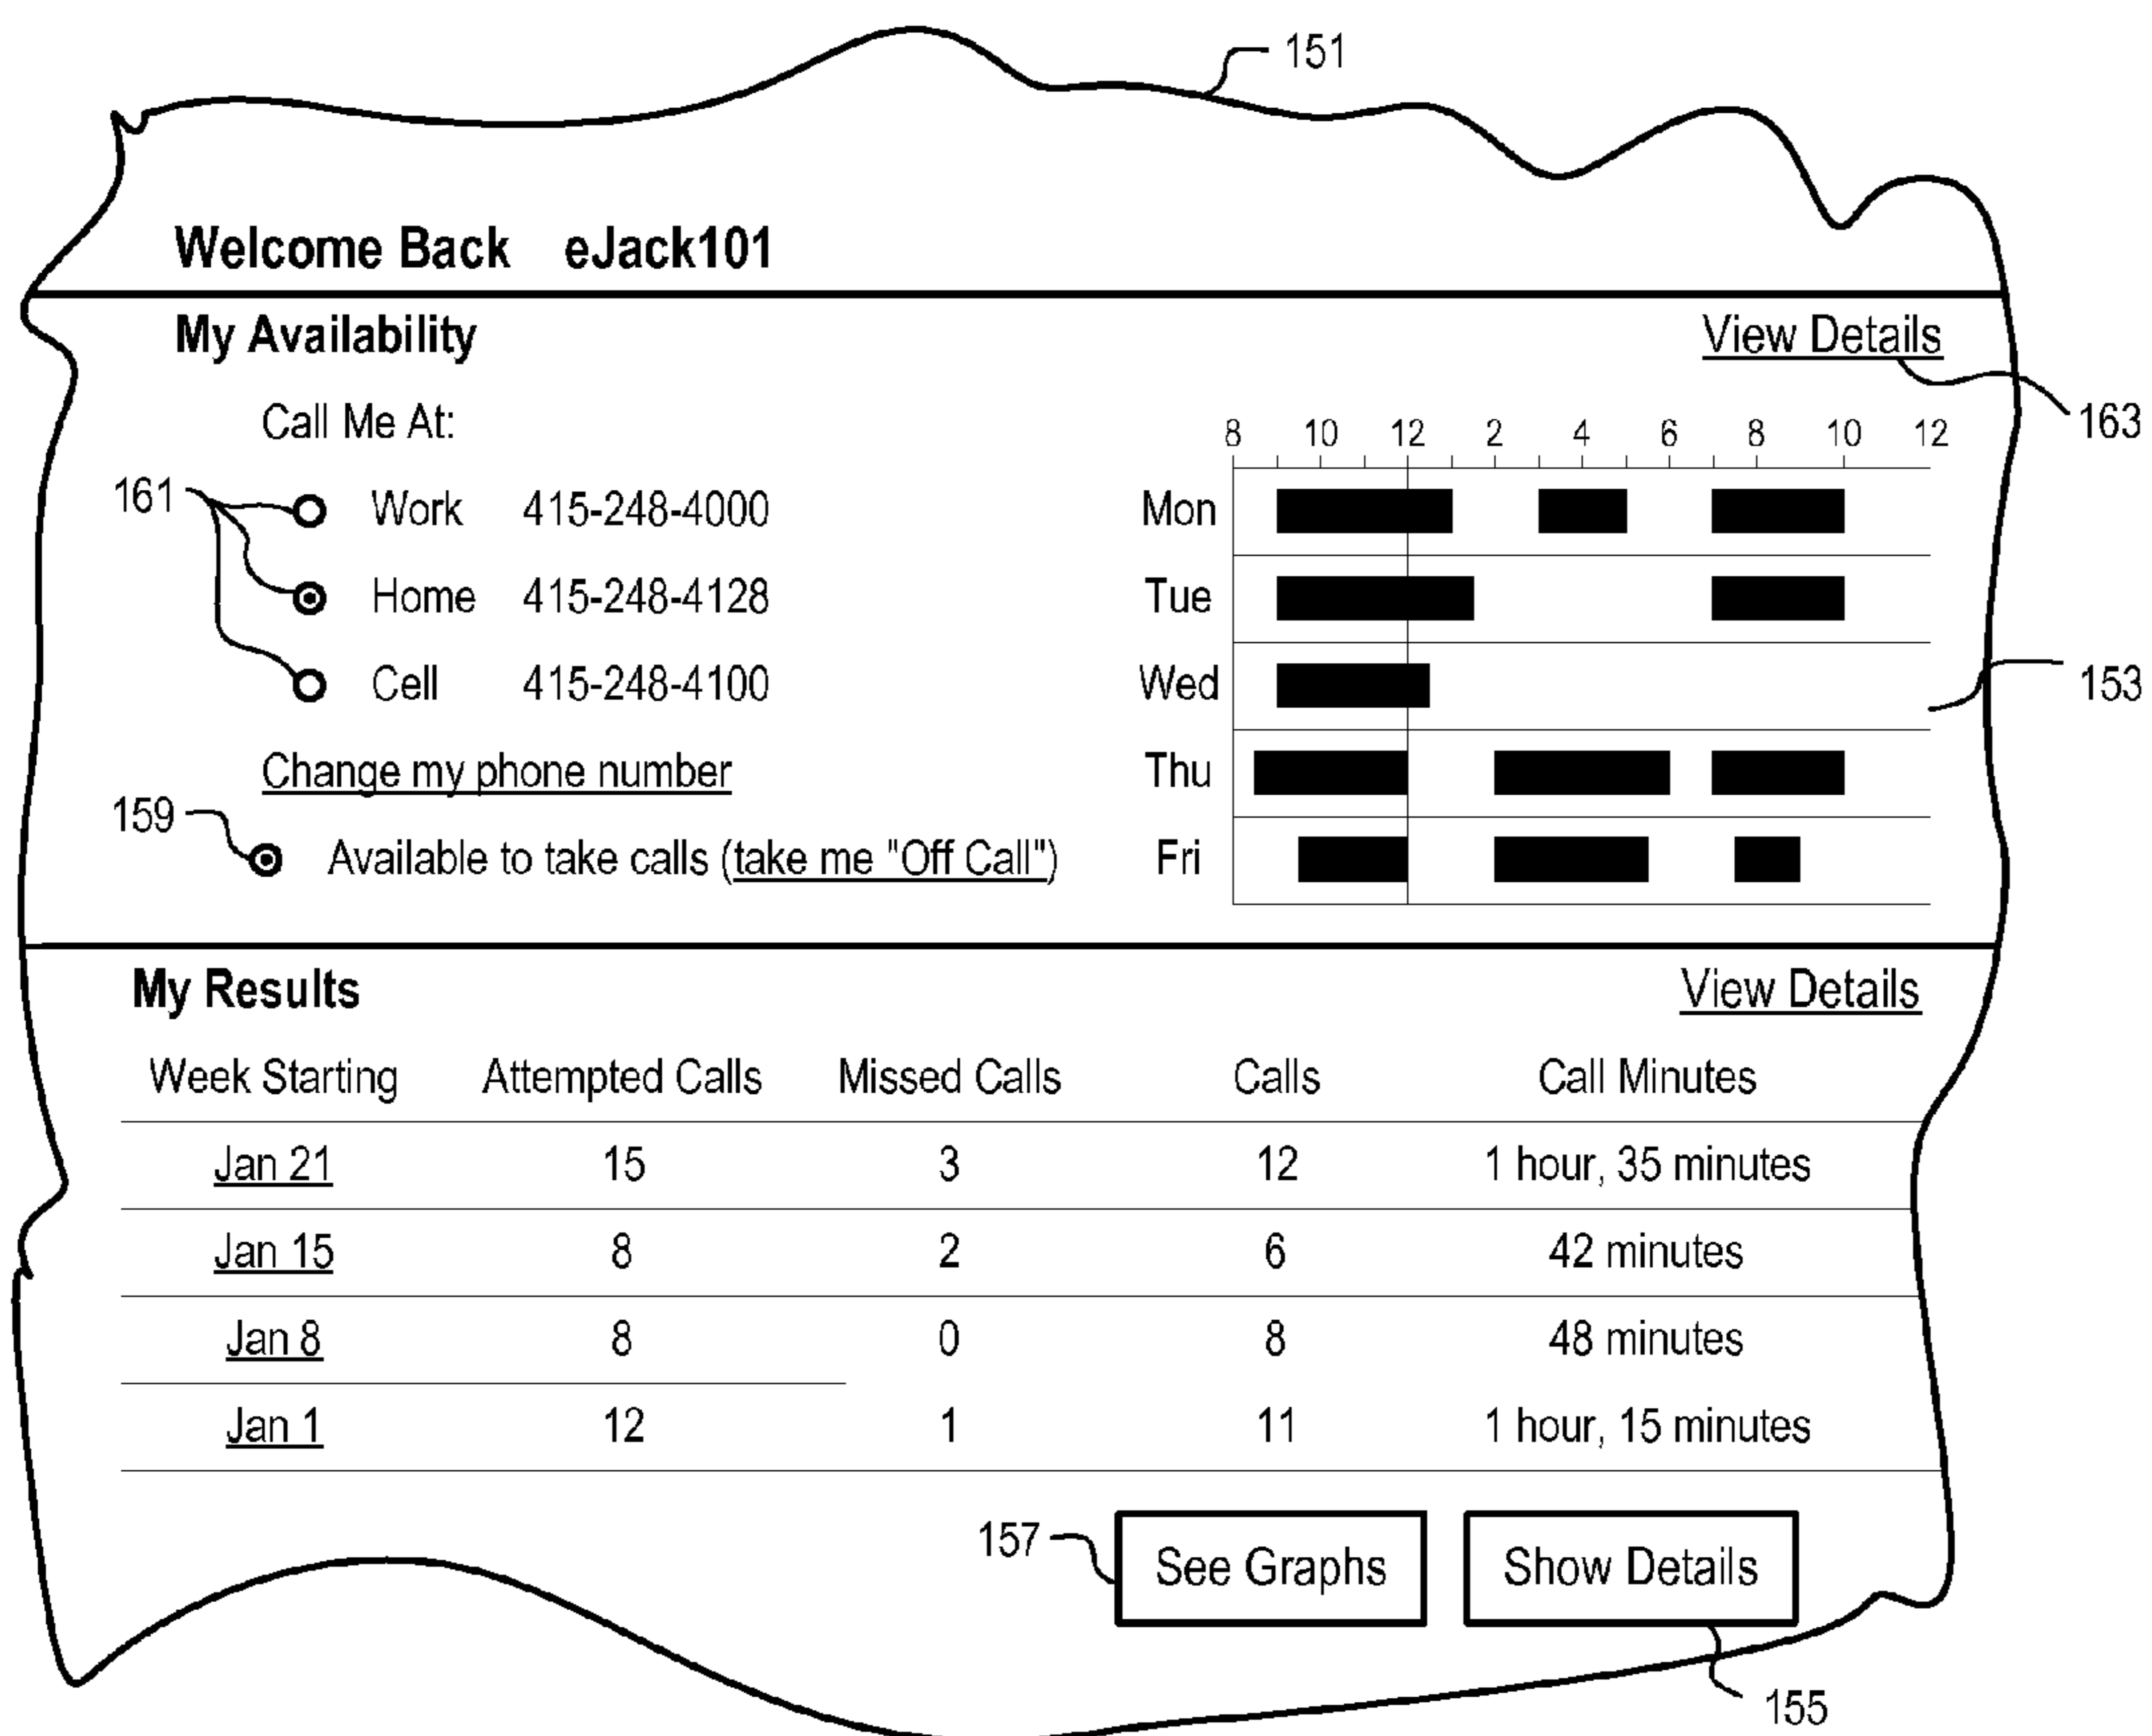 151
Welcome Back eJack101
My Availability View Details
163
Call Me At:
8 10 12 2 4 6 8 10 12
161 Work 415-248-4000 Mon
Home 415-248-4128 Tue
Cell 415-248-4100 Wed
153
Change my phone number Thu
159
Available to take calls (take me "Off Call") Fri
My Results View Details
Week Starting Attempted Calls Missed Calls Calls Call Minutes
Jan 21 15 3 12 1 hour, 35 minutes
Jan 15 8 2 6 42 minutes
Jan 8 8 0 8 48 minutes
Jan 1 12 1 11 1 hour, 15 minutes
157 See Graphs Show Details
155